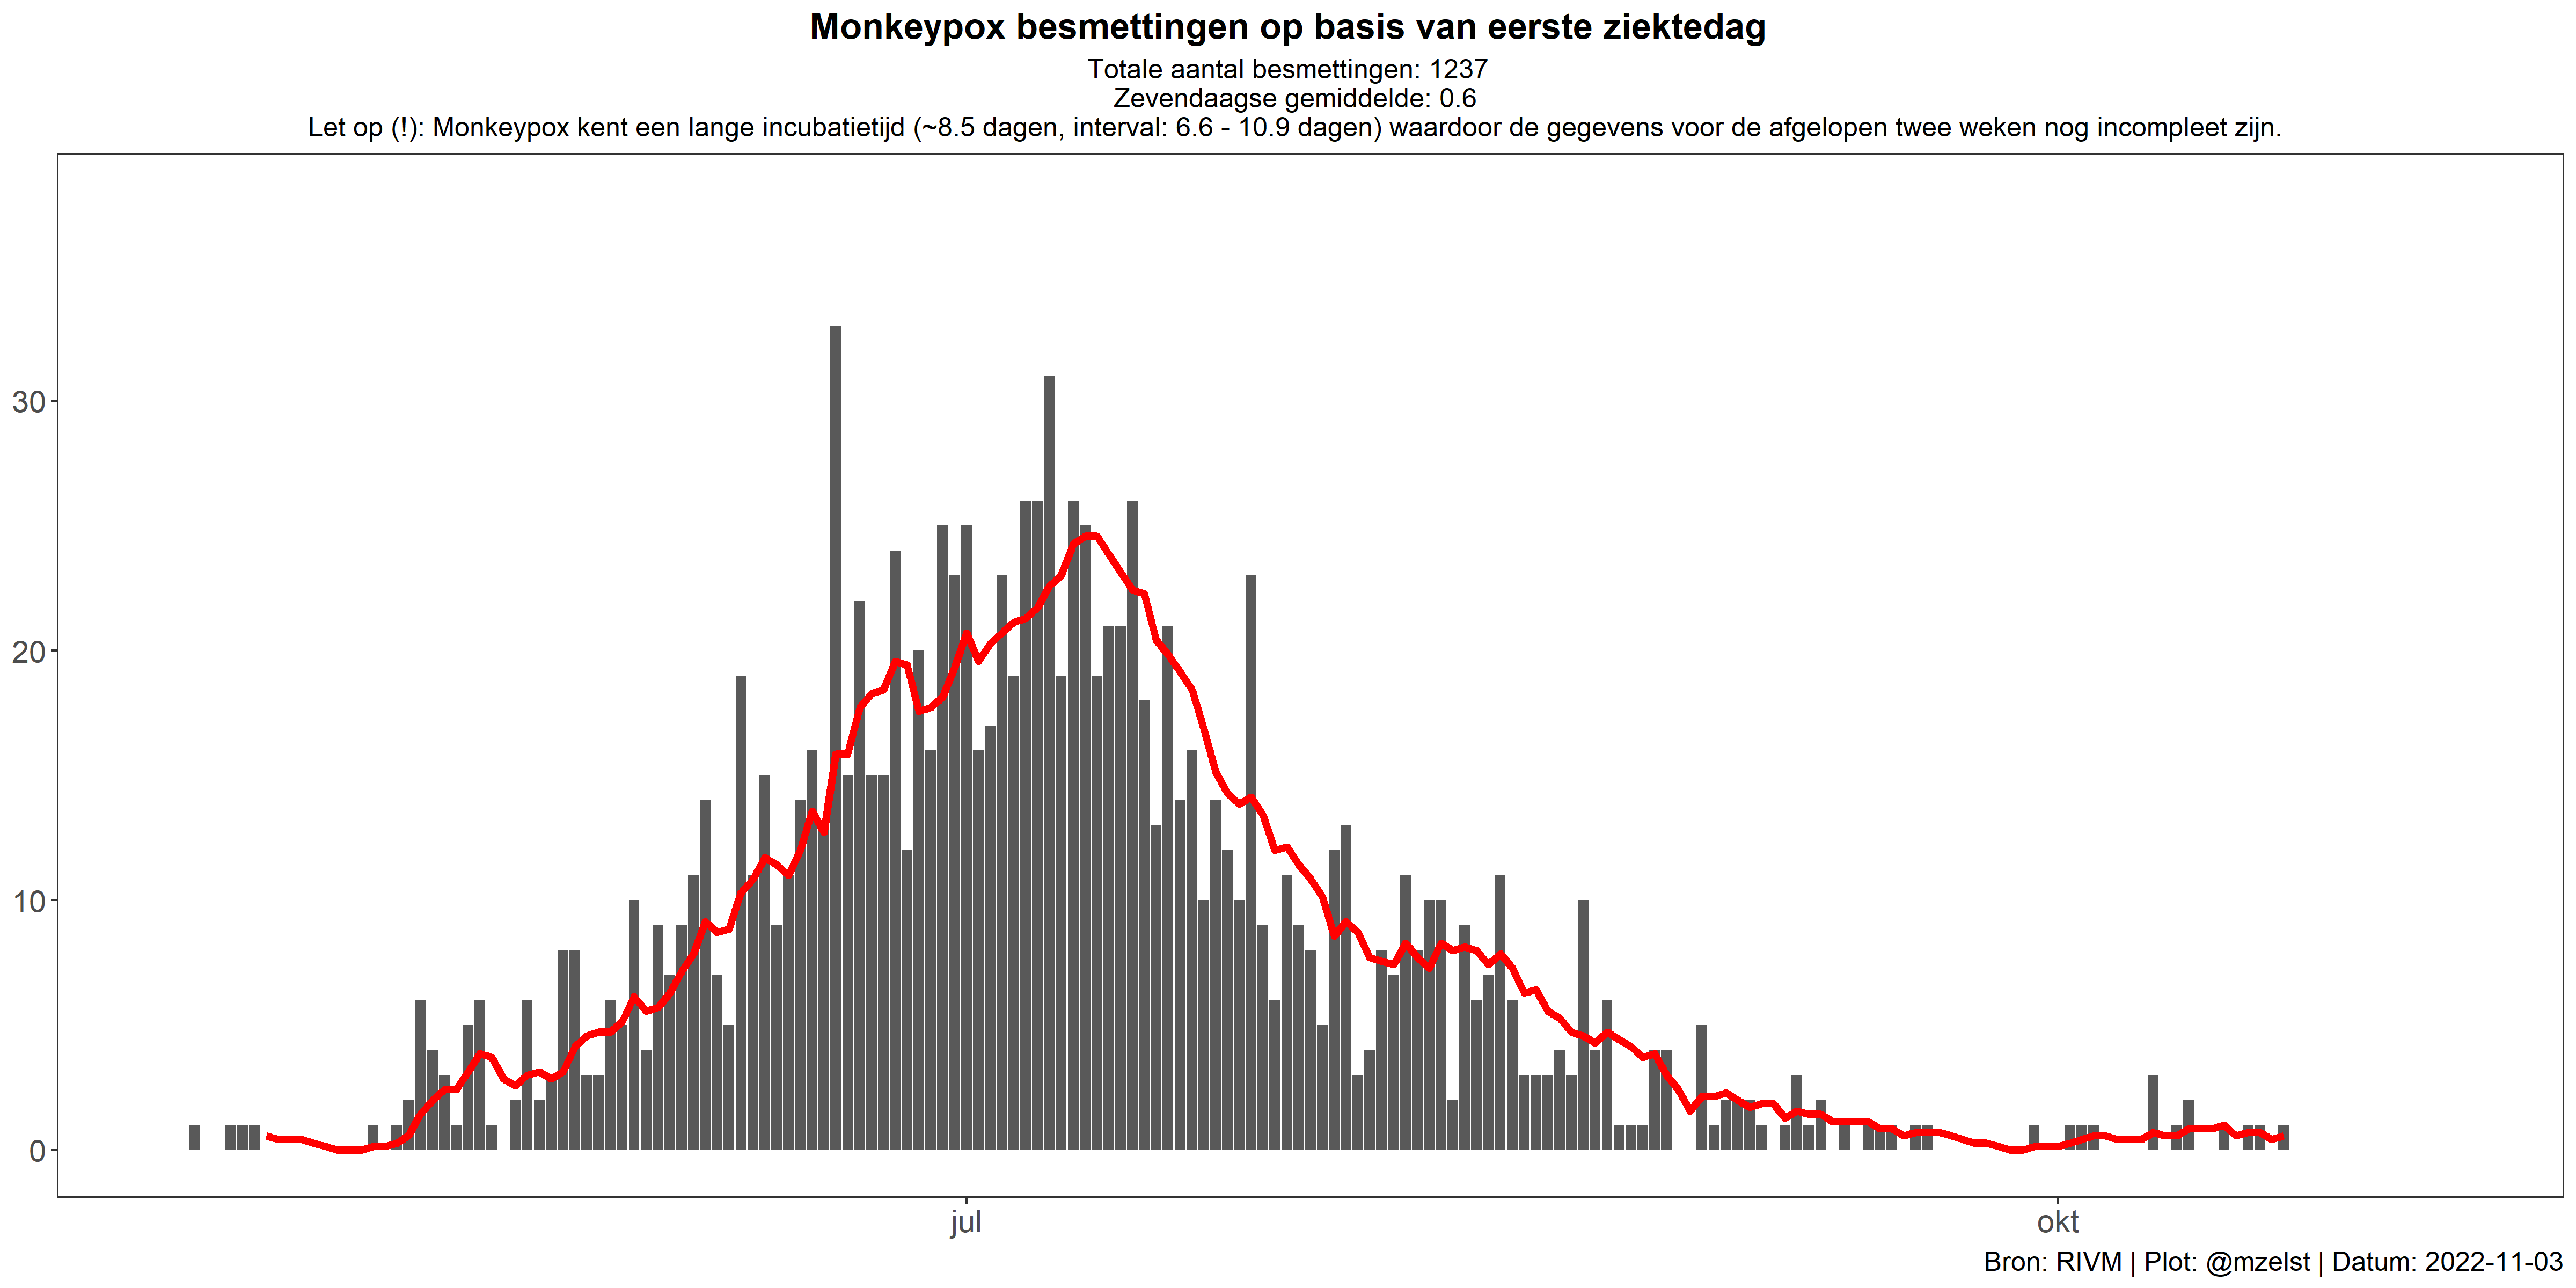 Monkeypox besmettingen op basis van eerste ziektedag
Totale aantal besmettingen: 1237
Zevendaagse gemiddelde: 0.6
Let op (!): Monkeypox kent een lange incubatietijd (~8.5 dagen, interval: 6.6 - 10.9 dagen) waardoor de gegevens voor de afgelopen twee weken nog incompleet zijn.
30
20
10
0
jul
okt
Bron: RIVM | Plot: @mzelst | Datum: 2022-11-03